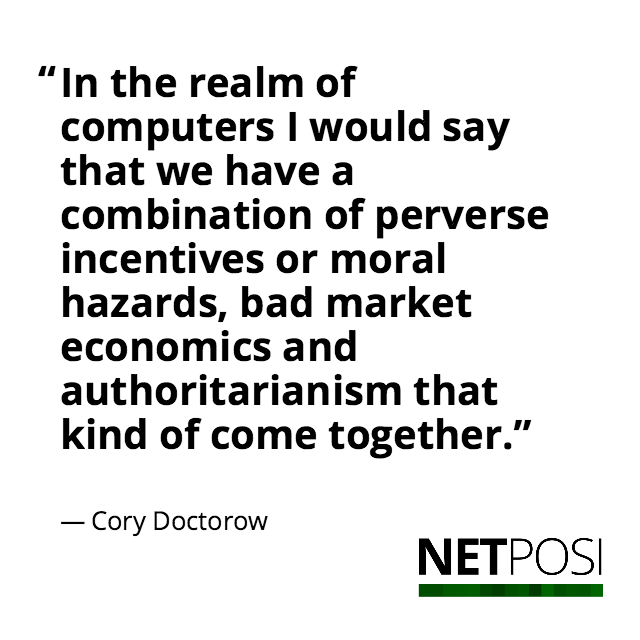 “In the realm of
computers I would say
that we have a
combination of perverse
incentives or moral
hazards, bad market
economics and
authoritarianism that
kind of come together.”
— Cory Doctorow
NETPOSI